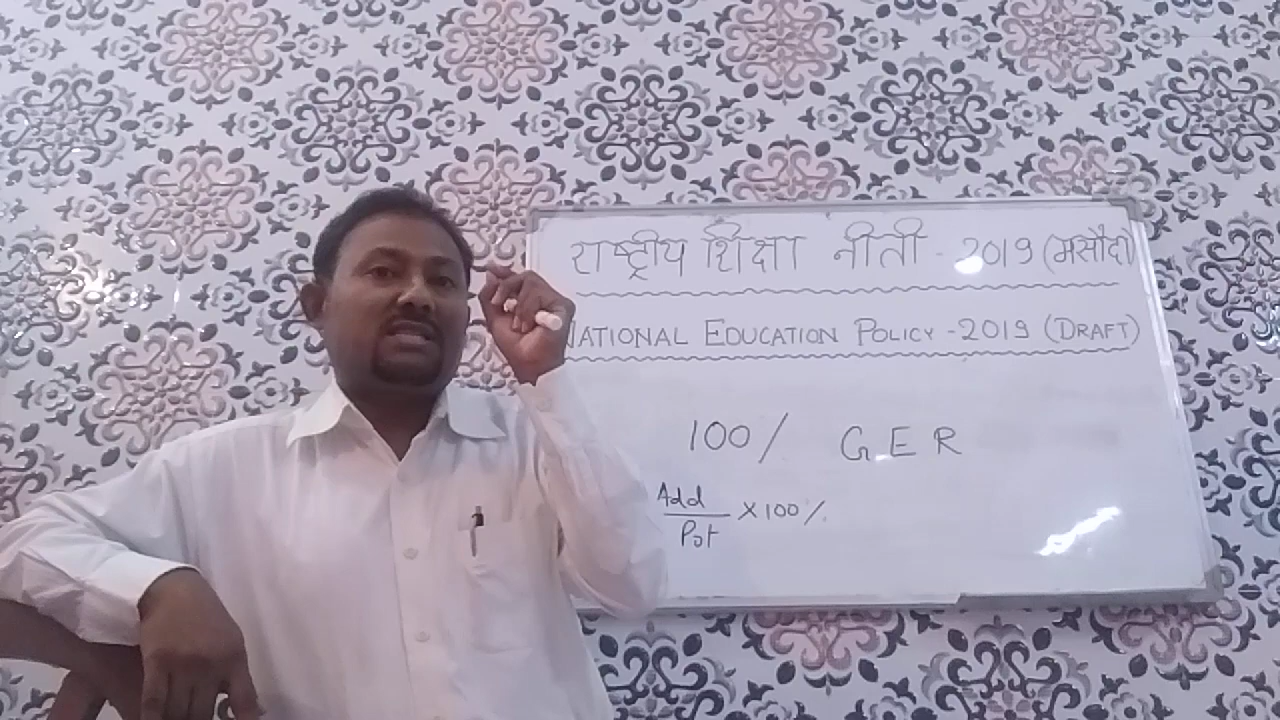 राष्ट्रीय शिक्षा नीती - 2019 (मसौदा)
NATIONAL EDUCATION POLICY - 2019 (DRAFT)
100% GER
Add
Pot
X 100%